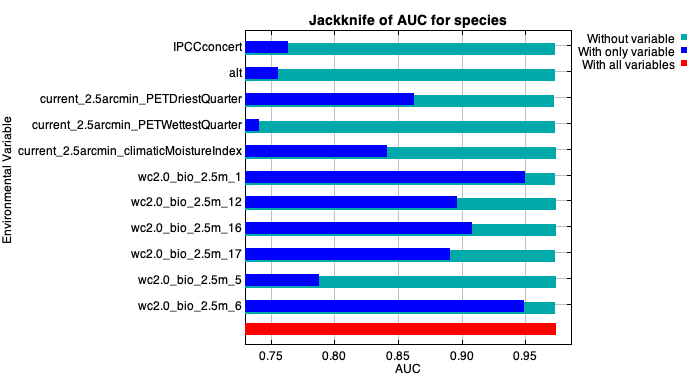 Jackknife of AUC for species
Without variable
With only variable
With all variables
Environmental Variable
IPCCconcert
alt
current_2.5arcmin_PETDriestQuarter
current_2.5arcmin_PETWettestQuarter
current_2.5arcmin_climaticMoistureIndex
wc2.0_bio_2.5m_1
wc2.0_bio_2.5m_12
wc2.0_bio_2.5m_16
wc2.0_bio_2.5m_17
wc2.0_bio_2.5m_5
wc2.0_bio_2.5m_6
0.75 0.80 0.85 0.90 0.95
AUC